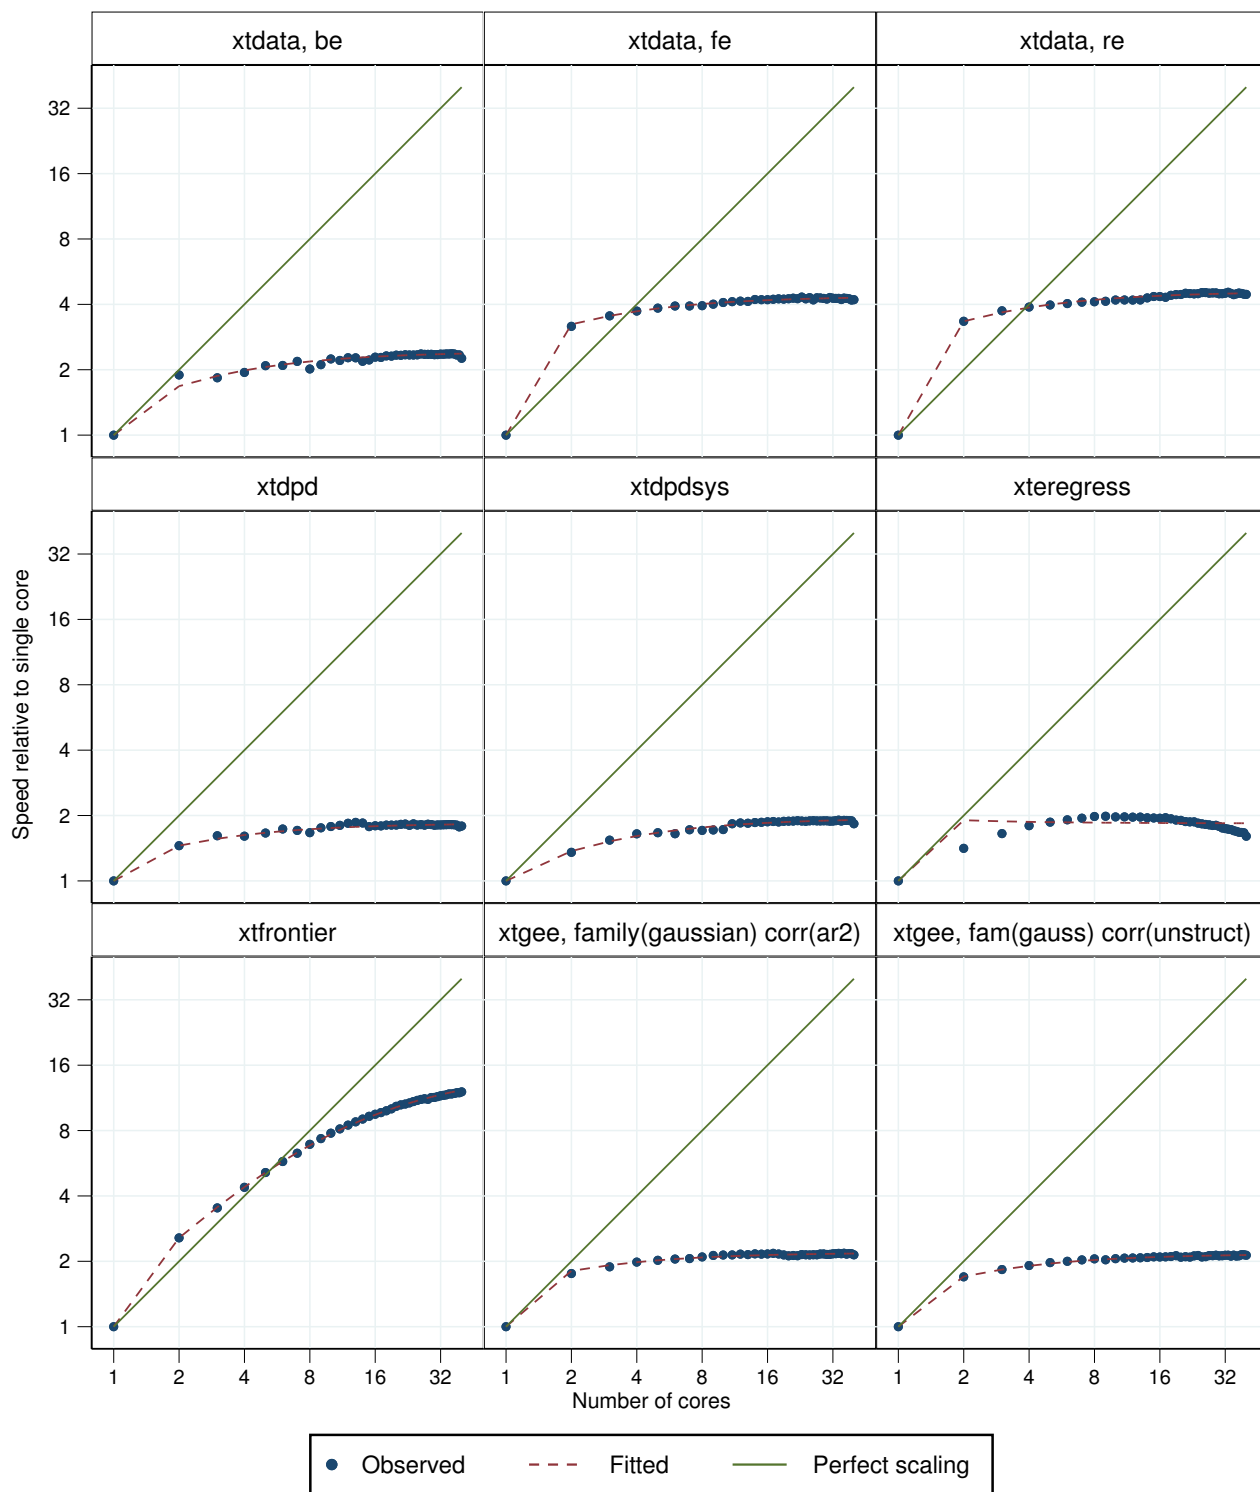 xtdata, be
xtdata, fe
xtdata, re
32
16
8
4
2
1
xtdpd
xtdpdsys
xteregress
32
16
8
4
2
1
Speed relative to single core
xtfrontier
xtgee, family(gaussian) corr(ar2)
xtgee, fam(gauss) corr(unstruct)
32
16
8
4
2
1
1 2 4 8 16 32
1 2 4 8 16 32
1 2 4 8 16 32
Number of cores
Observed Fitted Perfect scaling